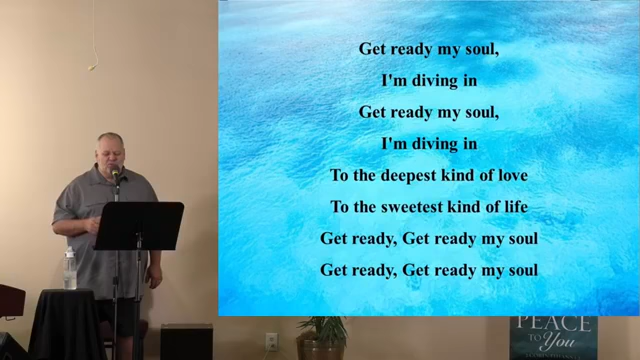 Get ready my soul,
I'm diving in
Get ready my soul,
I'm diving in
To the deepest kind of love
To the sweetest kind of life
Get ready, Get ready my soul
Get ready, Get ready my soul
PEACE
TO You